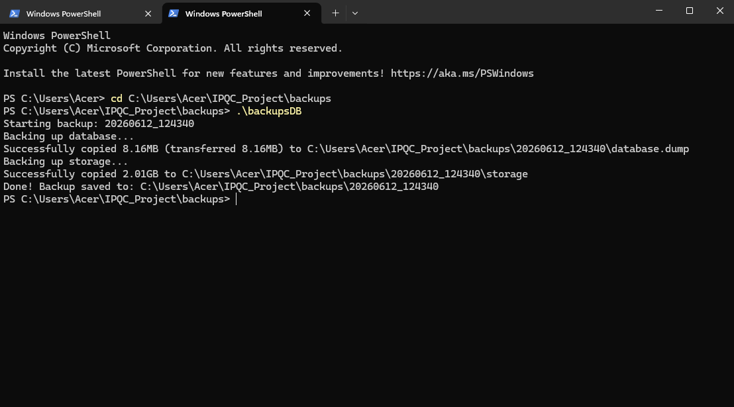 Windows PowerShell
Windows PowerShell
Windows PowerShell
Copyright (C) Microsoft Corporation. All rights reserved.
Install the latest PowerShell for new features and improvements! https://aka.ms/PSWindows
PS C:\Users\Acer> cd C:\Users\Acer\IPQC_Project\backups
PS C:\Users\Acer\IPQC_Project\backups> .\backupsDB
Starting backup: 20260612_124340
Backing up database...
Successfully copied 8.16MB (transferred 8.16MB) to C:\Users\Acer\IPQC_Project\backups\20260612_124340\database.dump
Backing up storage...
Successfully copied 2.01GB to C:\Users\Acer\IPQC_Project\backups\20260612_124340\storage
Done! Backup saved to: C:\Users\Acer\IPQC_Project\backups\20260612_124340
PS C:\Users\Acer\IPQC_Project\backups>